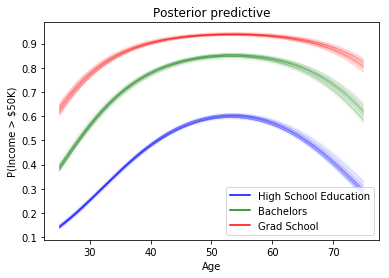 Posterior predictive
P(Income > $50K)
0.9
0.8
0.7
0.6
0.5
0.4
0.3
0.2
0.1
High School Education
Bachelors
Grad School
30 40 50 60 70
Age